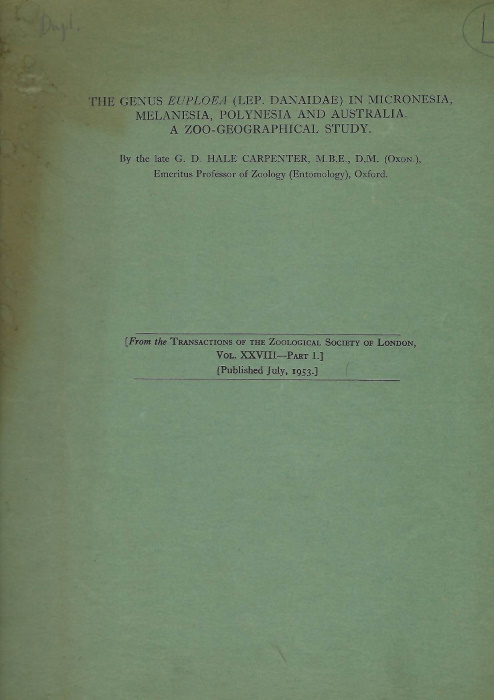 Dupl.
L
THE GENUS EUPLOEA (LEP. DANAIDAE) IN MICRONESIA,
MELANESIA, POLYNESIA AND AUSTRALIA.
A ZOO-GEOGRAPHICAL STUDY.
By the late G. D. HALE CARPENTER, M.B.E., D.M. (Oxon.),
Emeritus Professor of Zoology (Entomology), Oxford.
[From the Transactions of the Zoological Society of London,
Vol. XXVIII—Part 1.]
[Published July, 1953.]